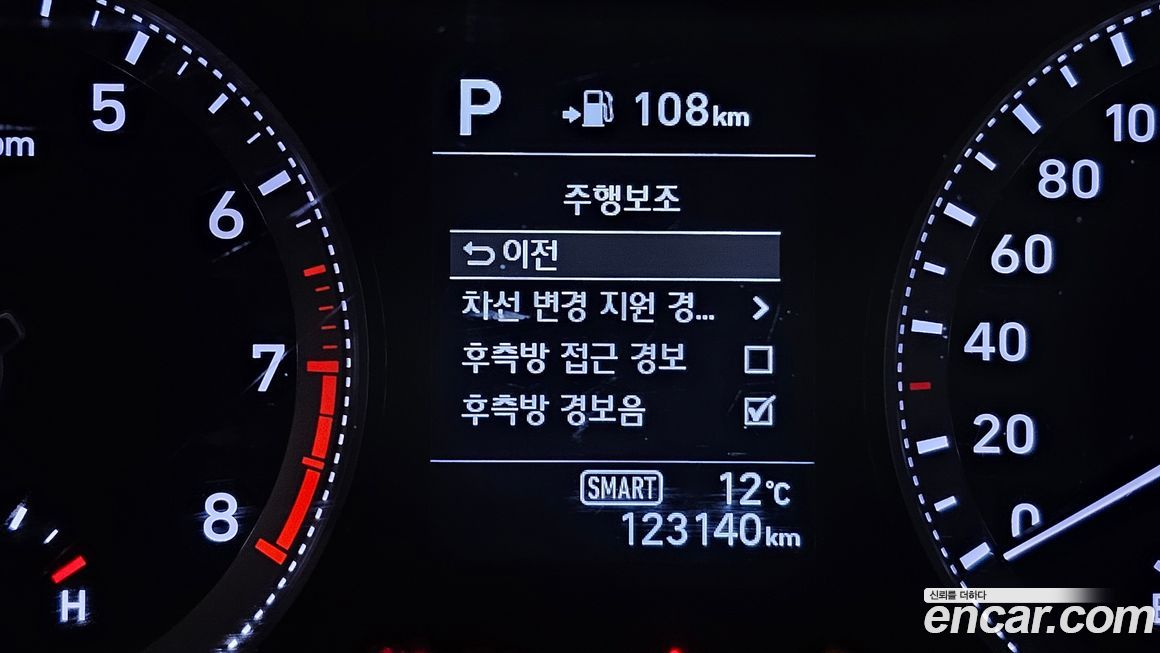 P 108km
주행보조
이전
차선 변경 지원 경...
후측방 접근 경보
후측방 경보음
SMART 12℃
123140km
5
6
7
8
H
80
60
40
20
0
신뢰를 더하다
encar.com